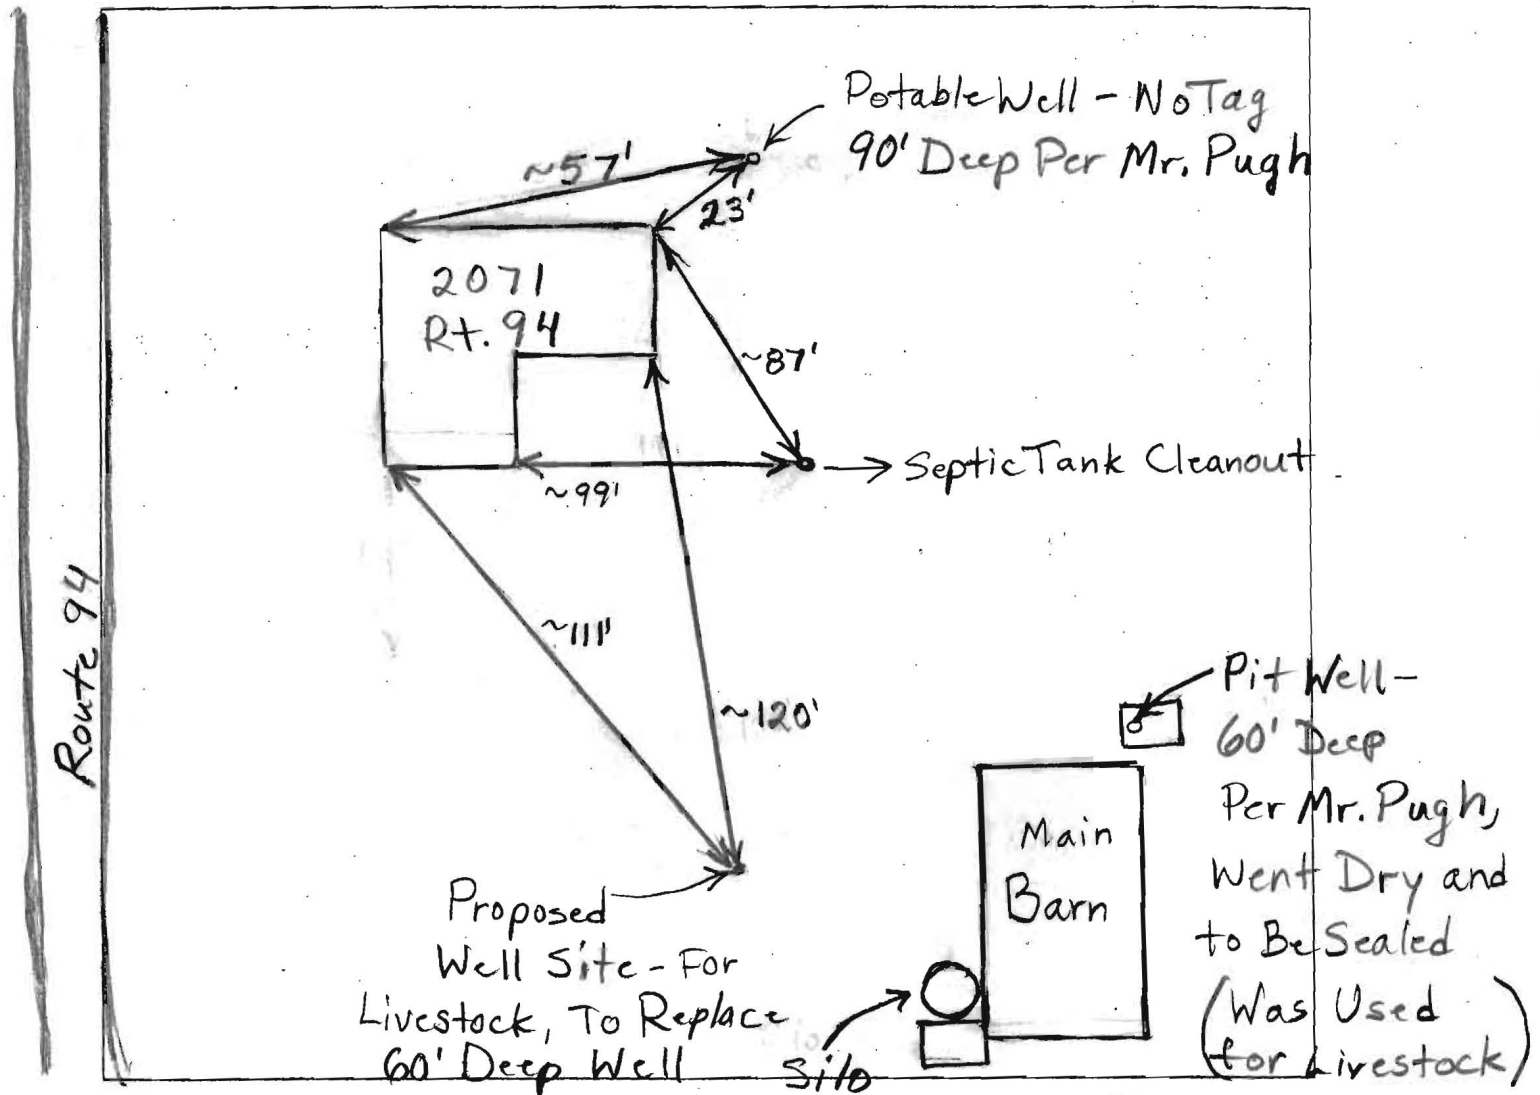 Potable Well - No Tag
90' Deep Per Mr. Pugh
~57'
23'
2071
Rt. 94
~87'
Septic Tank Cleanout
~99'
Route 94
~111'
~120'
Pit Well -
60' Deep
Per Mr. Pugh,
Went Dry and
to Be Sealed
(Was Used
for Livestock)
Main
Barn
Proposed
Well Site - For
Livestock, To Replace
60' Deep Well
Silo